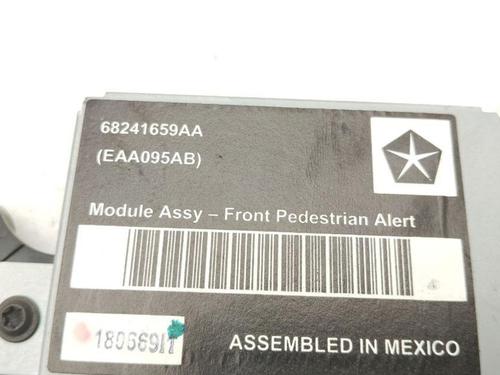 68241659AA
(EAA095AB)
Module Assy – Front Pedestrian Alert
ASSEMBLED IN MEXICO